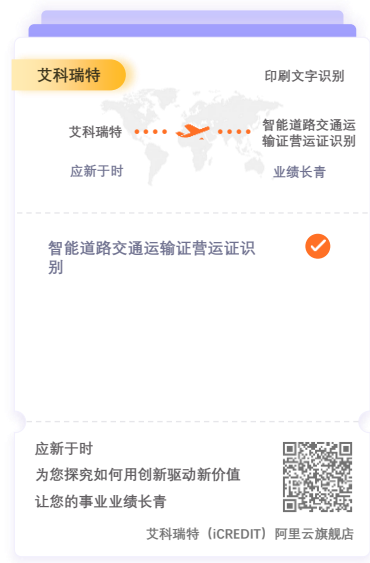 艾科瑞特
印刷文字识别
艾科瑞特
智能道路交通运
输证营运证识别
应新于时
业绩长青
智能道路交通运输证营运证识
别
应新于时
为您探究如何用创新驱动新价值
让您的事业业绩长青
艾科瑞特（iCREDIT）阿里云旗舰店